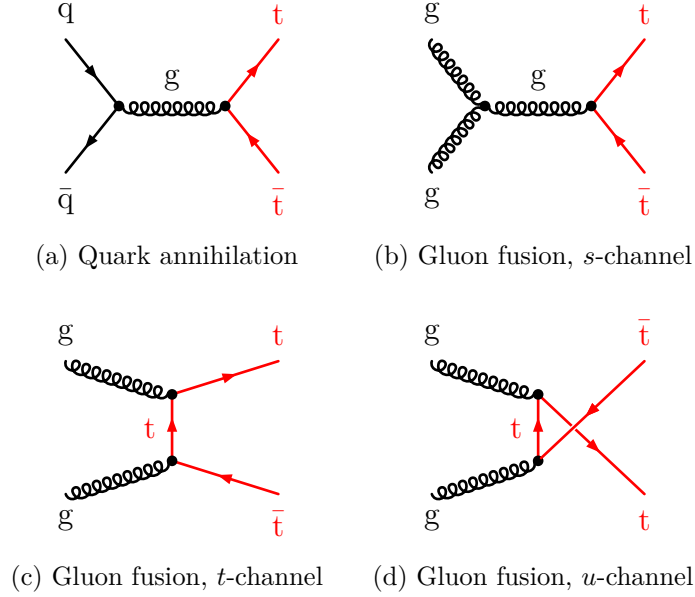 q t g t
g g
q̄ t̄ g t̄
(a) Quark annihilation (b) Gluon fusion, s-channel
g t g t̄
t t
g t̄ g t
(c) Gluon fusion, t-channel (d) Gluon fusion, u-channel